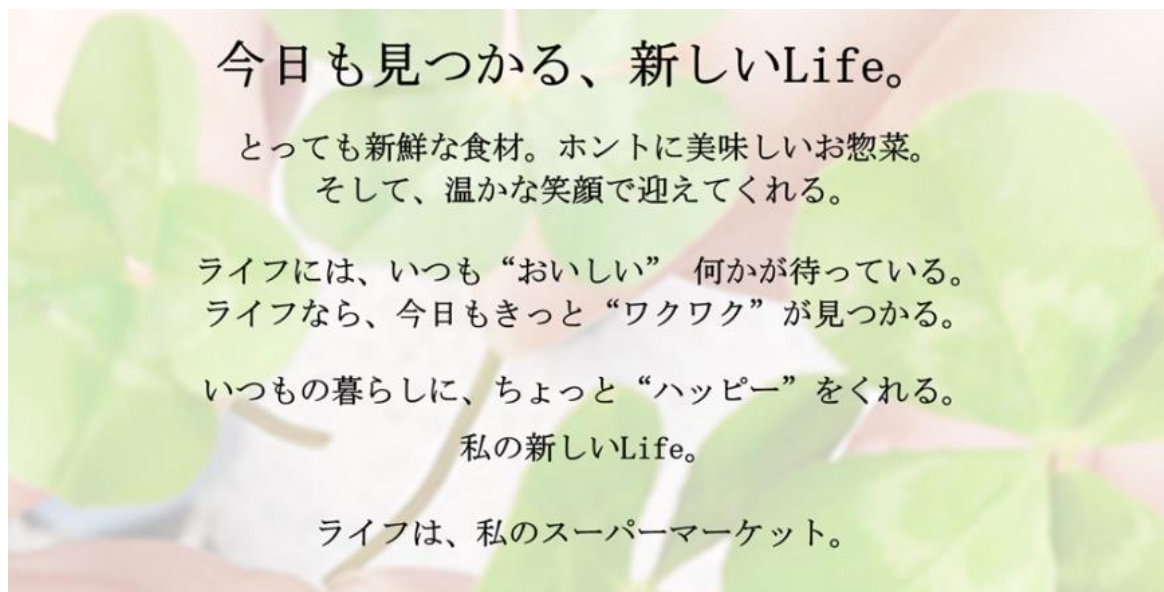 今日も見つかる、新しいLife。
とっても新鮮な食材。ホントに美味しいお惣菜。
そして、温かな笑顔で迎えてくれる。
ライフには、いつも“おいしい” 何かが待っている。
ライフなら、今日もきっと“ワクワク”が見つかる。
いつもの暮らしに、ちょっと“ハッピー”をくれる。
私の新しいLife。
ライフは、私のスーパーマーケット。